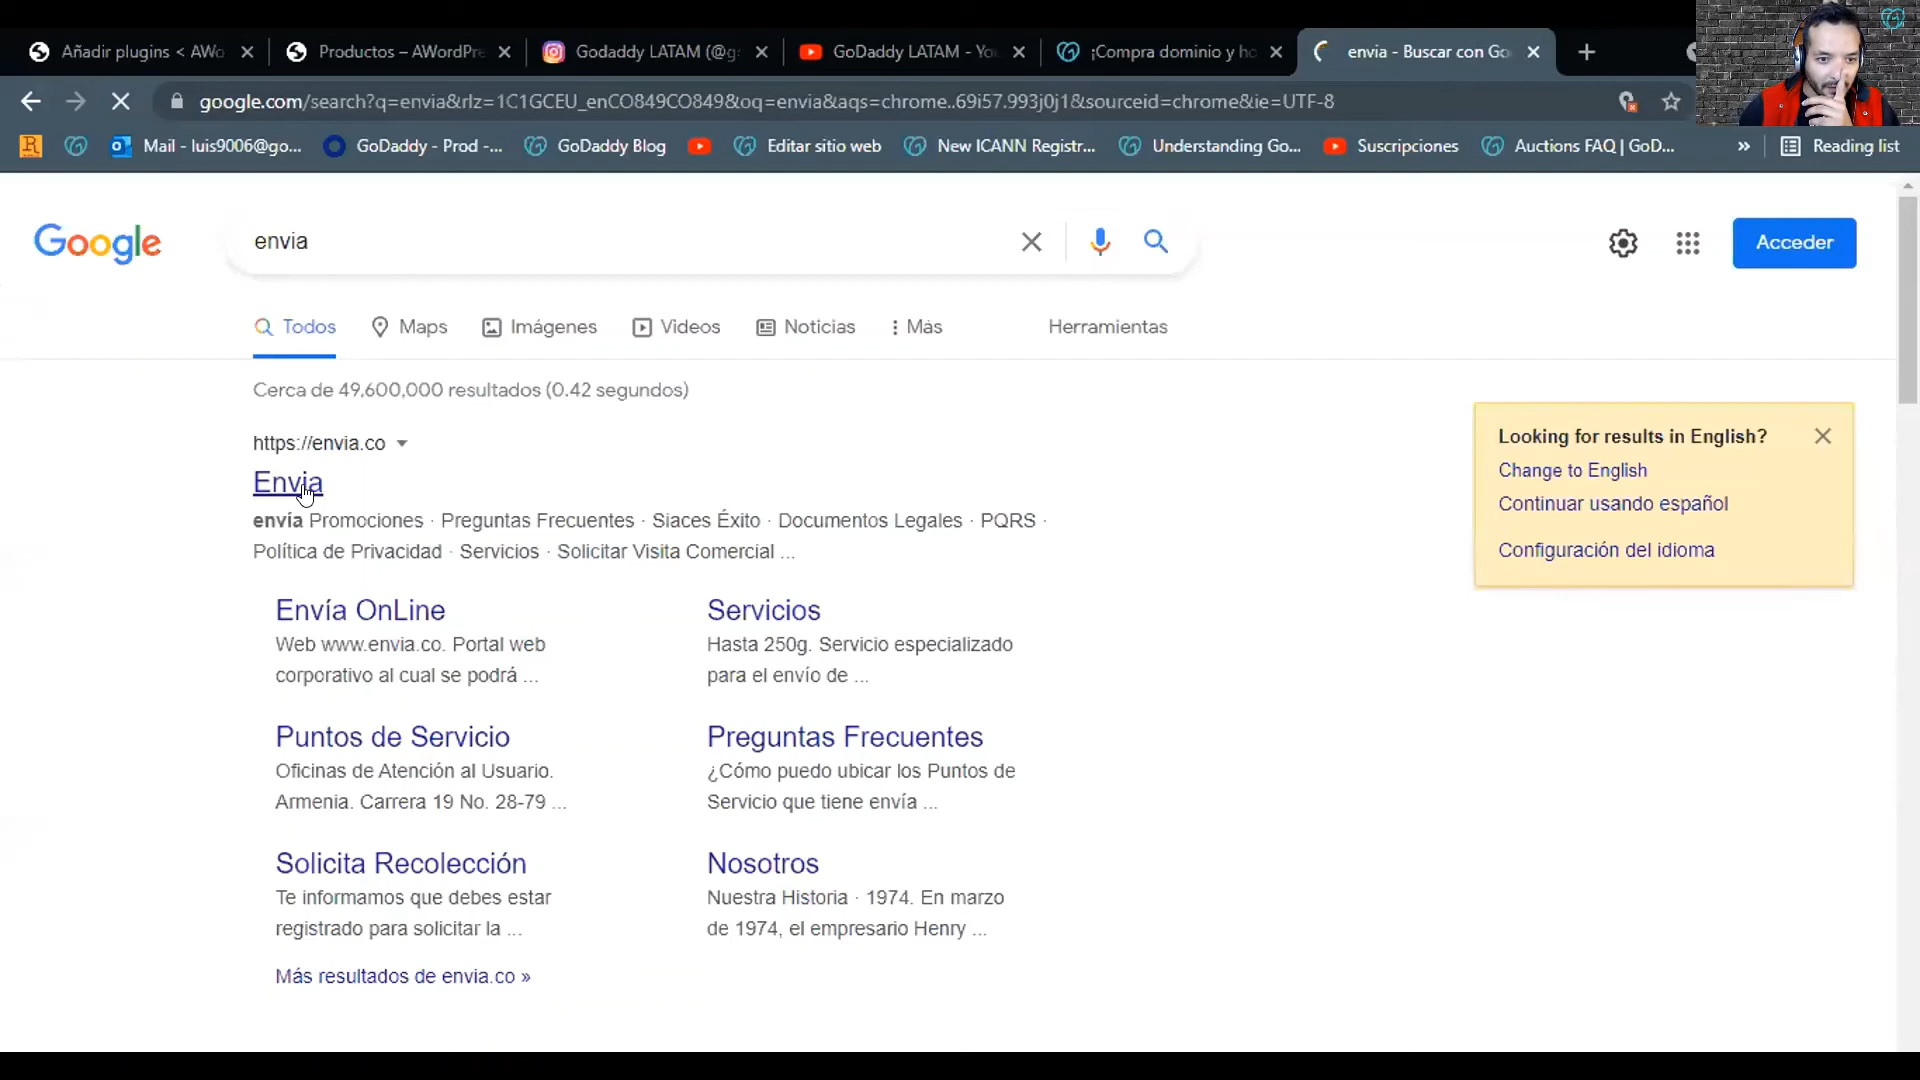 Añadir plugins < AWo
Productos – AWordPre
Godaddy LATAM (@g
GoDaddy LATAM - You
¡Compra dominio y ho
envia - Buscar con Go
google.com/search?q=envia&rlz=1C1GCEU_enCO849CO849&oq=envia&aqs=chrome..69i57.993j0j1&sourceid=chrome&ie=UTF-8
Mail - luis9006@go...
GoDaddy - Prod -...
GoDaddy Blog
Editar sitio web
New ICANN Registr...
Understanding Go...
Suscripciones
Auctions FAQ | GoD...
»
Reading list
Google
envia
Acceder
Todos
Maps
Imágenes
Videos
Noticias
Más
Herramientas
Cerca de 49,600,000 resultados (0.42 segundos)
https://envia.co
Envia
envía Promociones · Preguntas Frecuentes · Siaces Éxito · Documentos Legales · PQRS ·
Política de Privacidad · Servicios · Solicitar Visita Comercial ...
Envía OnLine
Web www.envia.co. Portal web
corporativo al cual se podrá ...
Servicios
Hasta 250g. Servicio especializado
para el envío de ...
Puntos de Servicio
Oficinas de Atención al Usuario.
Armenia. Carrera 19 No. 28-79 ...
Preguntas Frecuentes
¿Cómo puedo ubicar los Puntos de
Servicio que tiene envía ...
Solicita Recolección
Te informamos que debes estar
registrado para solicitar la ...
Nosotros
Nuestra Historia · 1974. En marzo
de 1974, el empresario Henry ...
Más resultados de envia.co »
Looking for results in English?
Change to English
Continuar usando español
Configuración del idioma